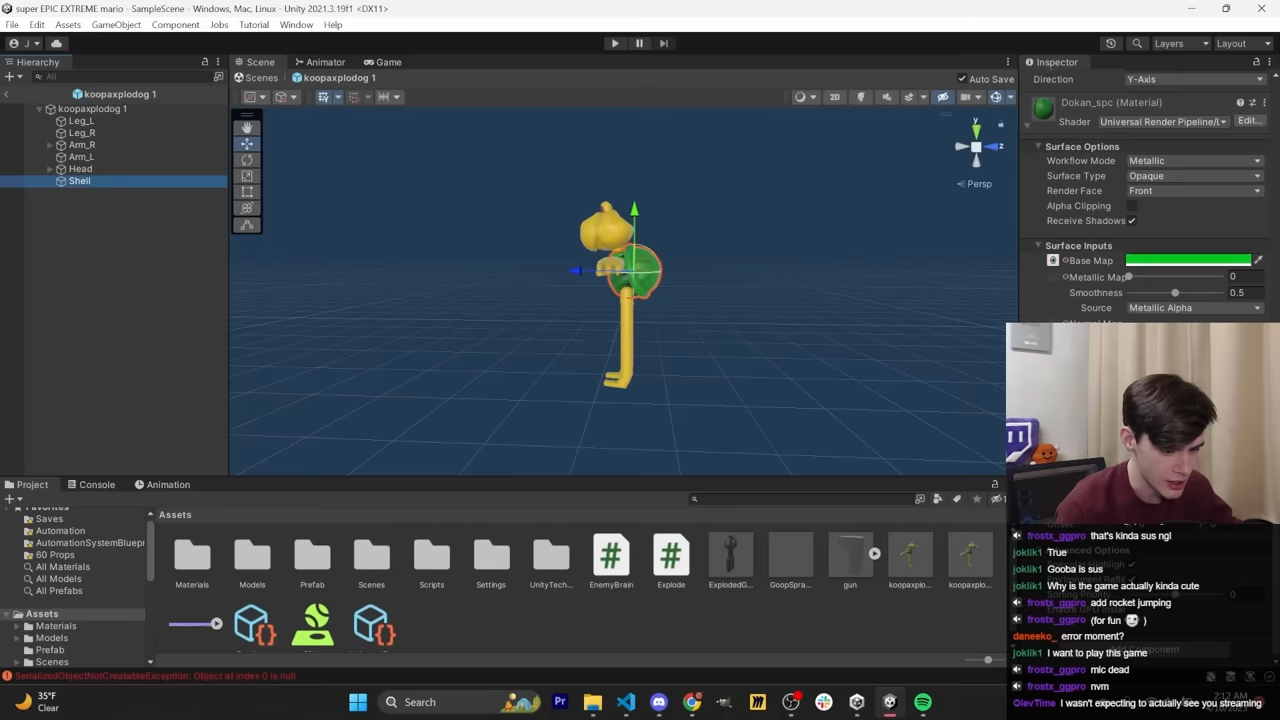 super EPIC EXTREME mario - SampleScene - Windows, Mac, Linux - Unity 2021.3.19f1 <DX11>
File Edit Assets GameObject Component Jobs Tutorial Window Help
J
Layers Layout
Hierarchy
Scene Animator Game
Inspector
All
Scenes koopaxplodog 1
Auto Save
Direction Y-Axis
koopaxplodog 1
2D
koopaxplodog 1
Dokan_spc (Material)
Leg_L
Shader Universal Render Pipeline/L Edit...
Leg_R
Arm_R
Arm_L
Head
Shell
y
z
Persp
Surface Options
Workflow Mode Metallic
Surface Type Opaque
Render Face Front
Alpha Clipping
Receive Shadows
Surface Inputs
Base Map
Metallic Map 0
Smoothness 0.5
Source Metallic Alpha
Project Console Animation
Favorites
Saves
Automation
AutomationSystemBluepr
60 Props
All Materials
All Models
All Prefabs
Assets
Materials
Models
Prefab
Scenes
Assets
Materials Models Prefab Scenes Scripts Settings UnityTech... EnemyBrain Explode ExplodedG... GoopSpra... gun koopaxplo... koopaxplo...
frostx_ggpro that's kinda sus ngl
joklik1 True
joklik1 Gooba is sus
joklik1 Why is the game actually kinda cute
frostx_ggpro add rocket jumping
frostx_ggpro (for fun )
daneeko_ error moment?
joklik1 I want to play this game
frostx_ggpro mic dead
frostx_ggpro nvm
OlevTime I wasn't expecting to actually see you streaming
SerializedObjectNotCreatableException: Object at index 0 is null
35°F
Clear
Search
2:12 AM